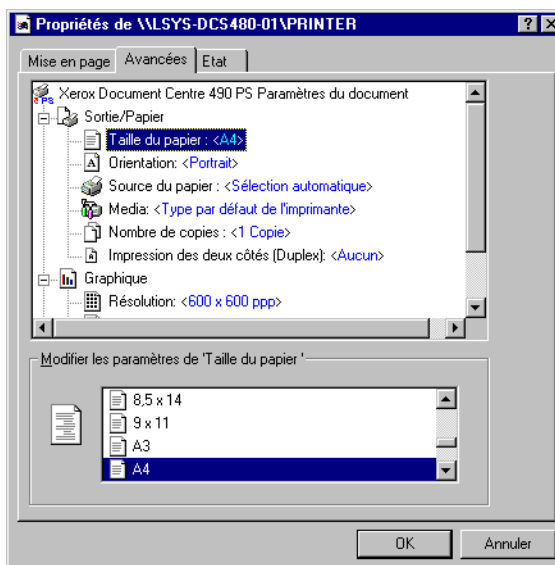 Propriétés de \\LSYS-DCS480-01\PRINTER
Mise en page Avancées Etat
Xerox Document Centre 490 PS Paramètres du document
Sortie/Papier
Taille du papier : <A4>
Orientation: <Portrait>
Source du papier : <Sélection automatique>
Media: <Type par défaut de l'imprimante>
Nombre de copies : <1 Copie>
Impression des deux côtés (Duplex): <Aucun>
Graphique
Résolution: <600 x 600 ppp>
Modifier les paramètres de 'Taille du papier '
8,5 x 14
9 x 11
A3
A4
OK Annuler